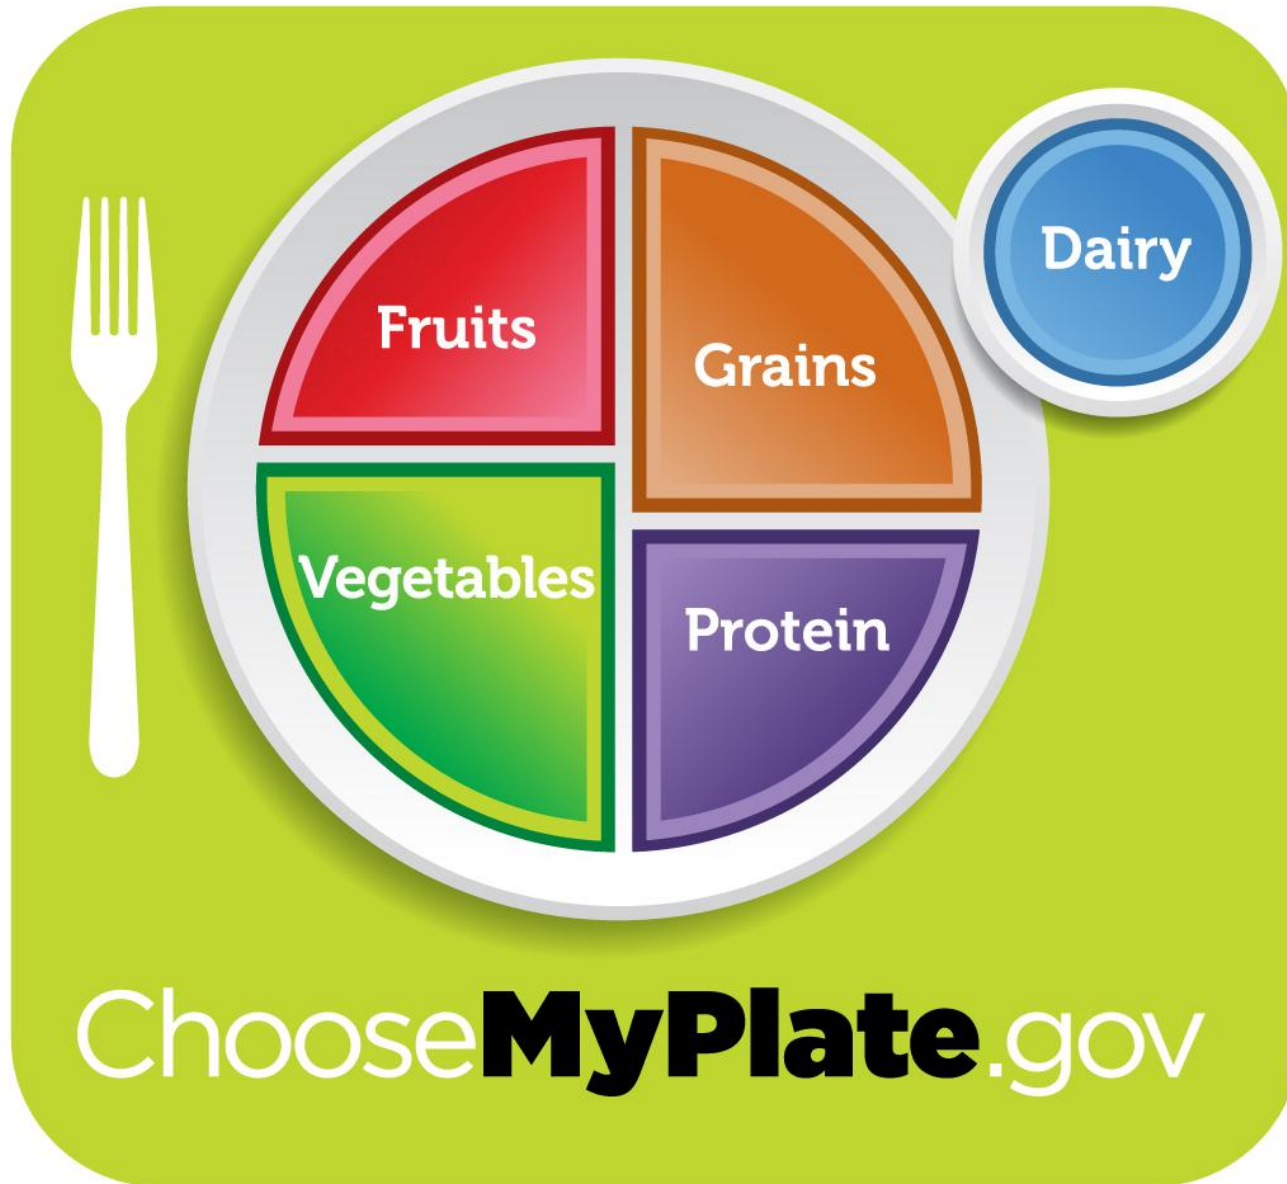 Fruits
Grains
Dairy
Vegetables
Protein
ChooseMyPlate.gov